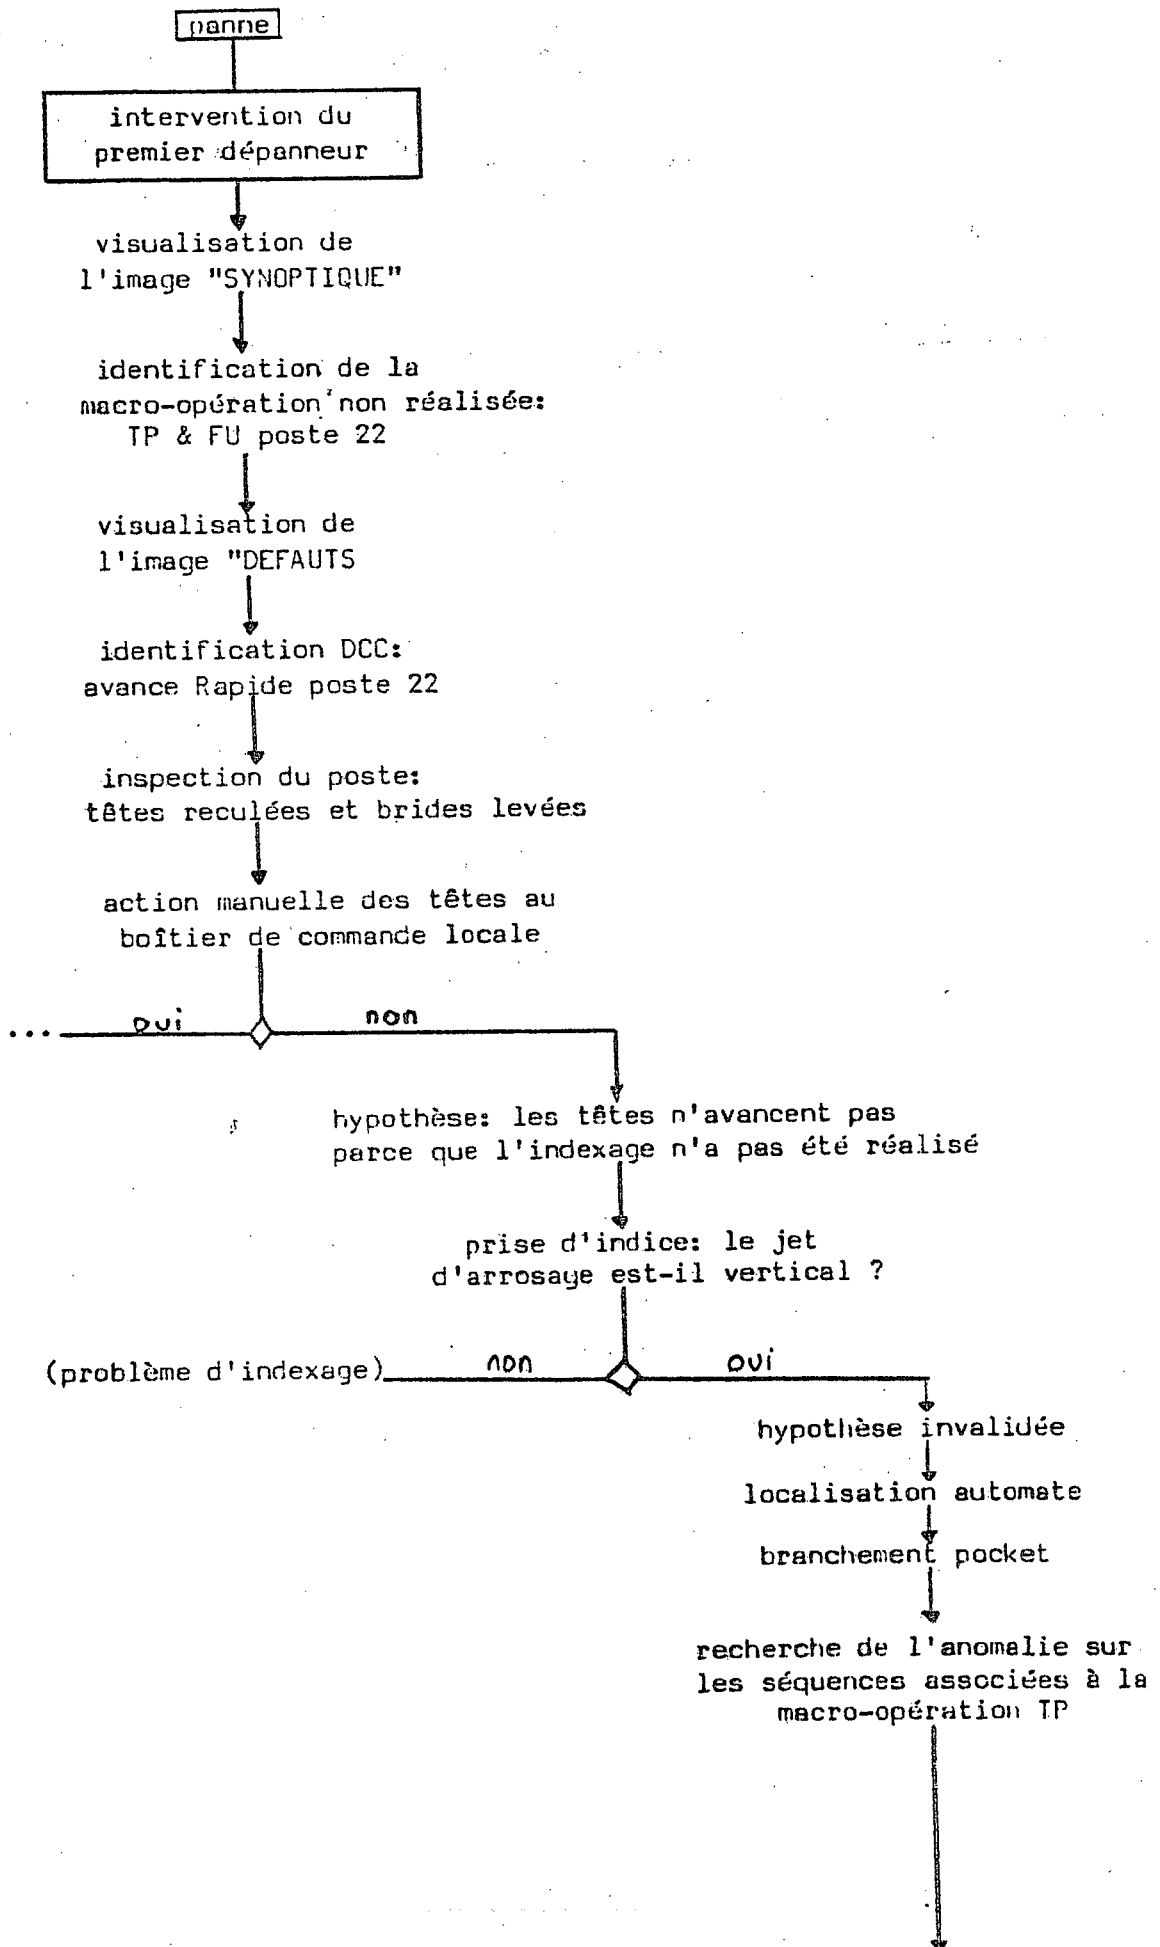 panne
intervention du
premier dépanneur
visualisation de
l'image "SYNOPTIQUE"
identification de la
macro-opération non réalisée:
TP & FU poste 22
visualisation de
l'image "DEFAUTS
identification DCC:
avance Rapide poste 22
inspection du poste:
têtes reculées et brides levées
action manuelle des têtes au
boîtier de commande locale
... oui non
hypothèse: les têtes n'avancent pas
parce que l'indexage n'a pas été réalisé
prise d'indice: le jet
d'arrosage est-il vertical ?
(problème d'indexage) non oui
hypothèse invalidée
localisation automate
branchement pocket
recherche de l'anomalie sur
les séquences associées à la
macro-opération TP